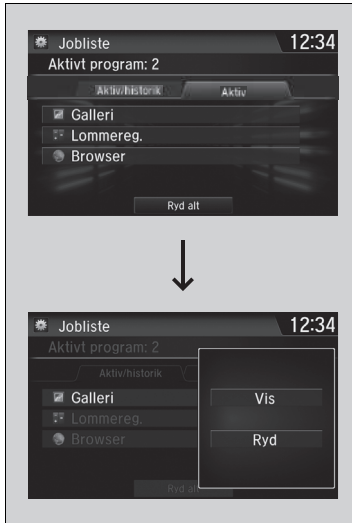 Jobliste 12:34
Aktivt program: 2
Aktiv/historik Aktiv
Galleri
Lommereg.
Browser
Ryd alt
Jobliste 12:34
Aktivt program: 2
Aktiv/historik
Galleri Vis
Lommereg.
Browser Ryd
Ryd alt